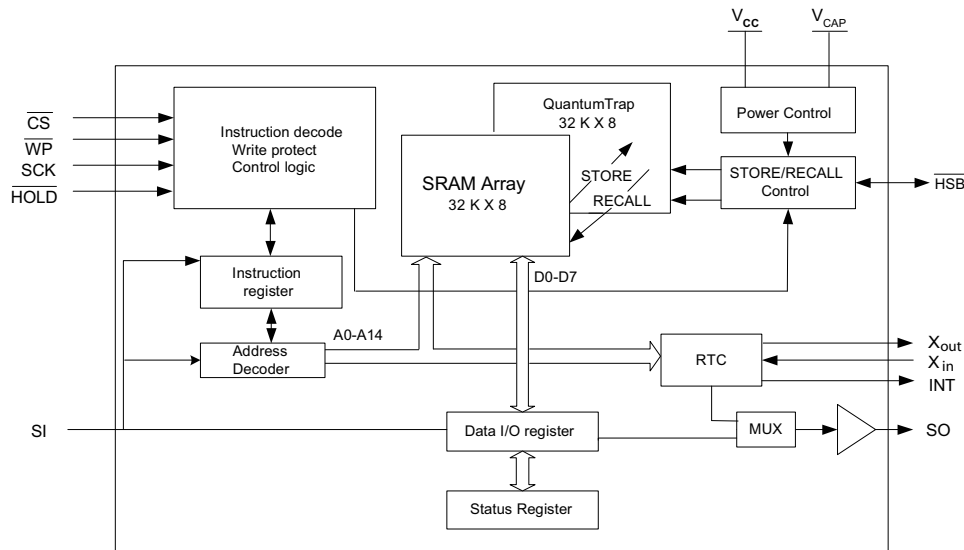 VCC
VCAP
CS
WP
SCK
HOLD
Instruction decode
Write protect
Control logic
QuantumTrap
32 K X 8
Power Control
SRAM Array
32 K X 8
STORE
RECALL
STORE/RECALL
Control
HSB
Instruction
register
D0-D7
A0-A14
Address
Decoder
RTC
Xout
Xin
INT
SI
Data I/O register
MUX
SO
Status Register